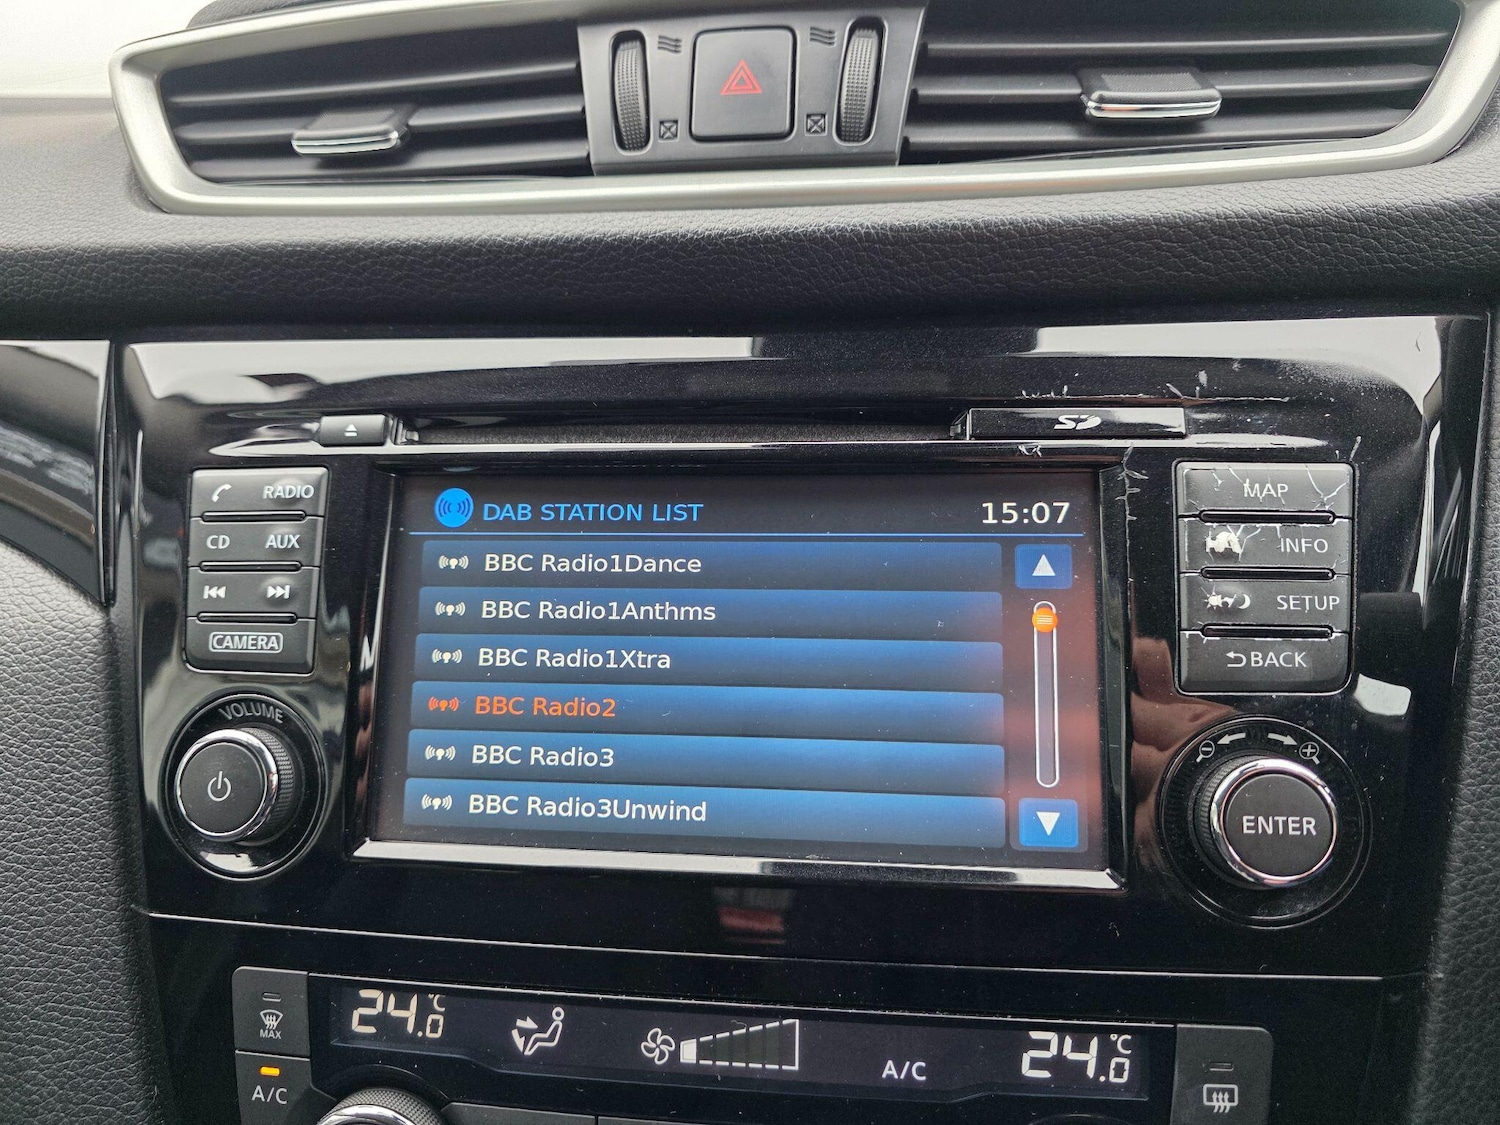 SD
RADIO
CD AUX
CAMERA
VOLUME
DAB STATION LIST 15:07
BBC Radio1Dance
BBC Radio1Anthms
BBC Radio1Xtra
BBC Radio2
BBC Radio3
BBC Radio3Unwind
MAP
INFO
SETUP
BACK
ENTER
MAX
A/C
24.0°C
A/C
24.0°C